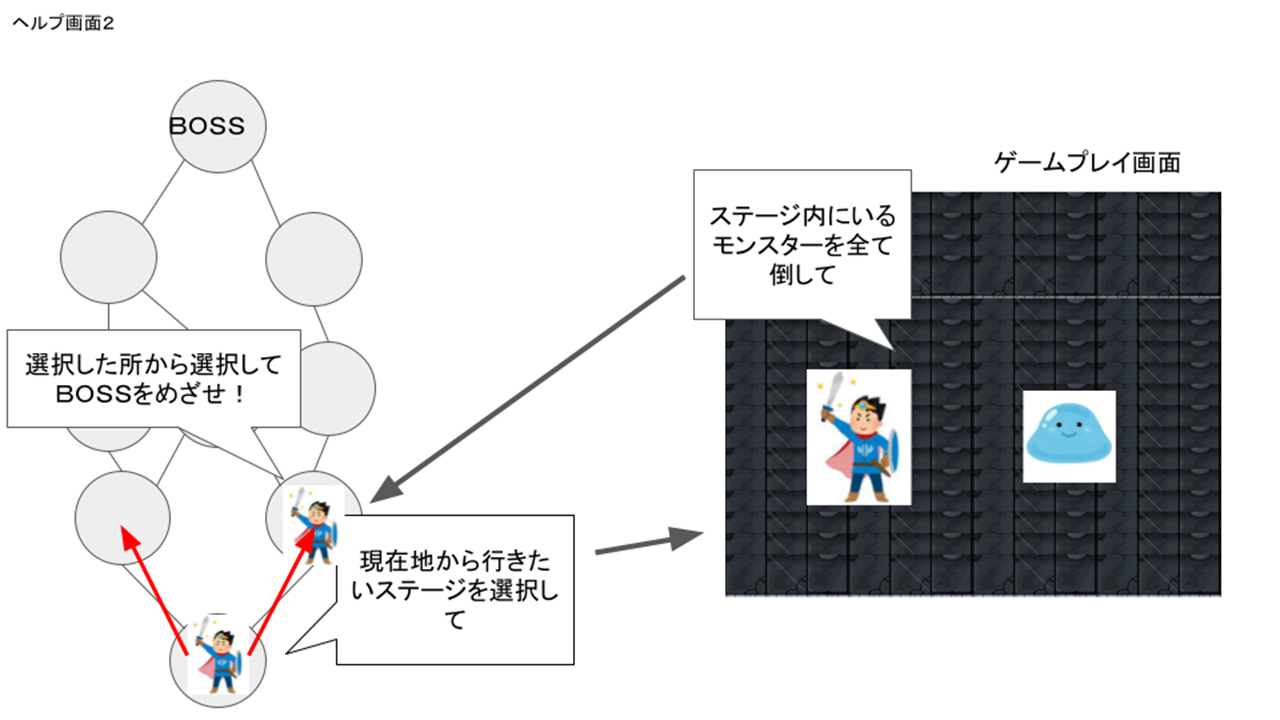 ヘルプ画面2
BOSS
ゲームプレイ画面
ステージ内にいる
モンスターを全て
倒して
選択した所から選択して
BOSSをめざせ！
現在地から行きた
いステージを選択し
て